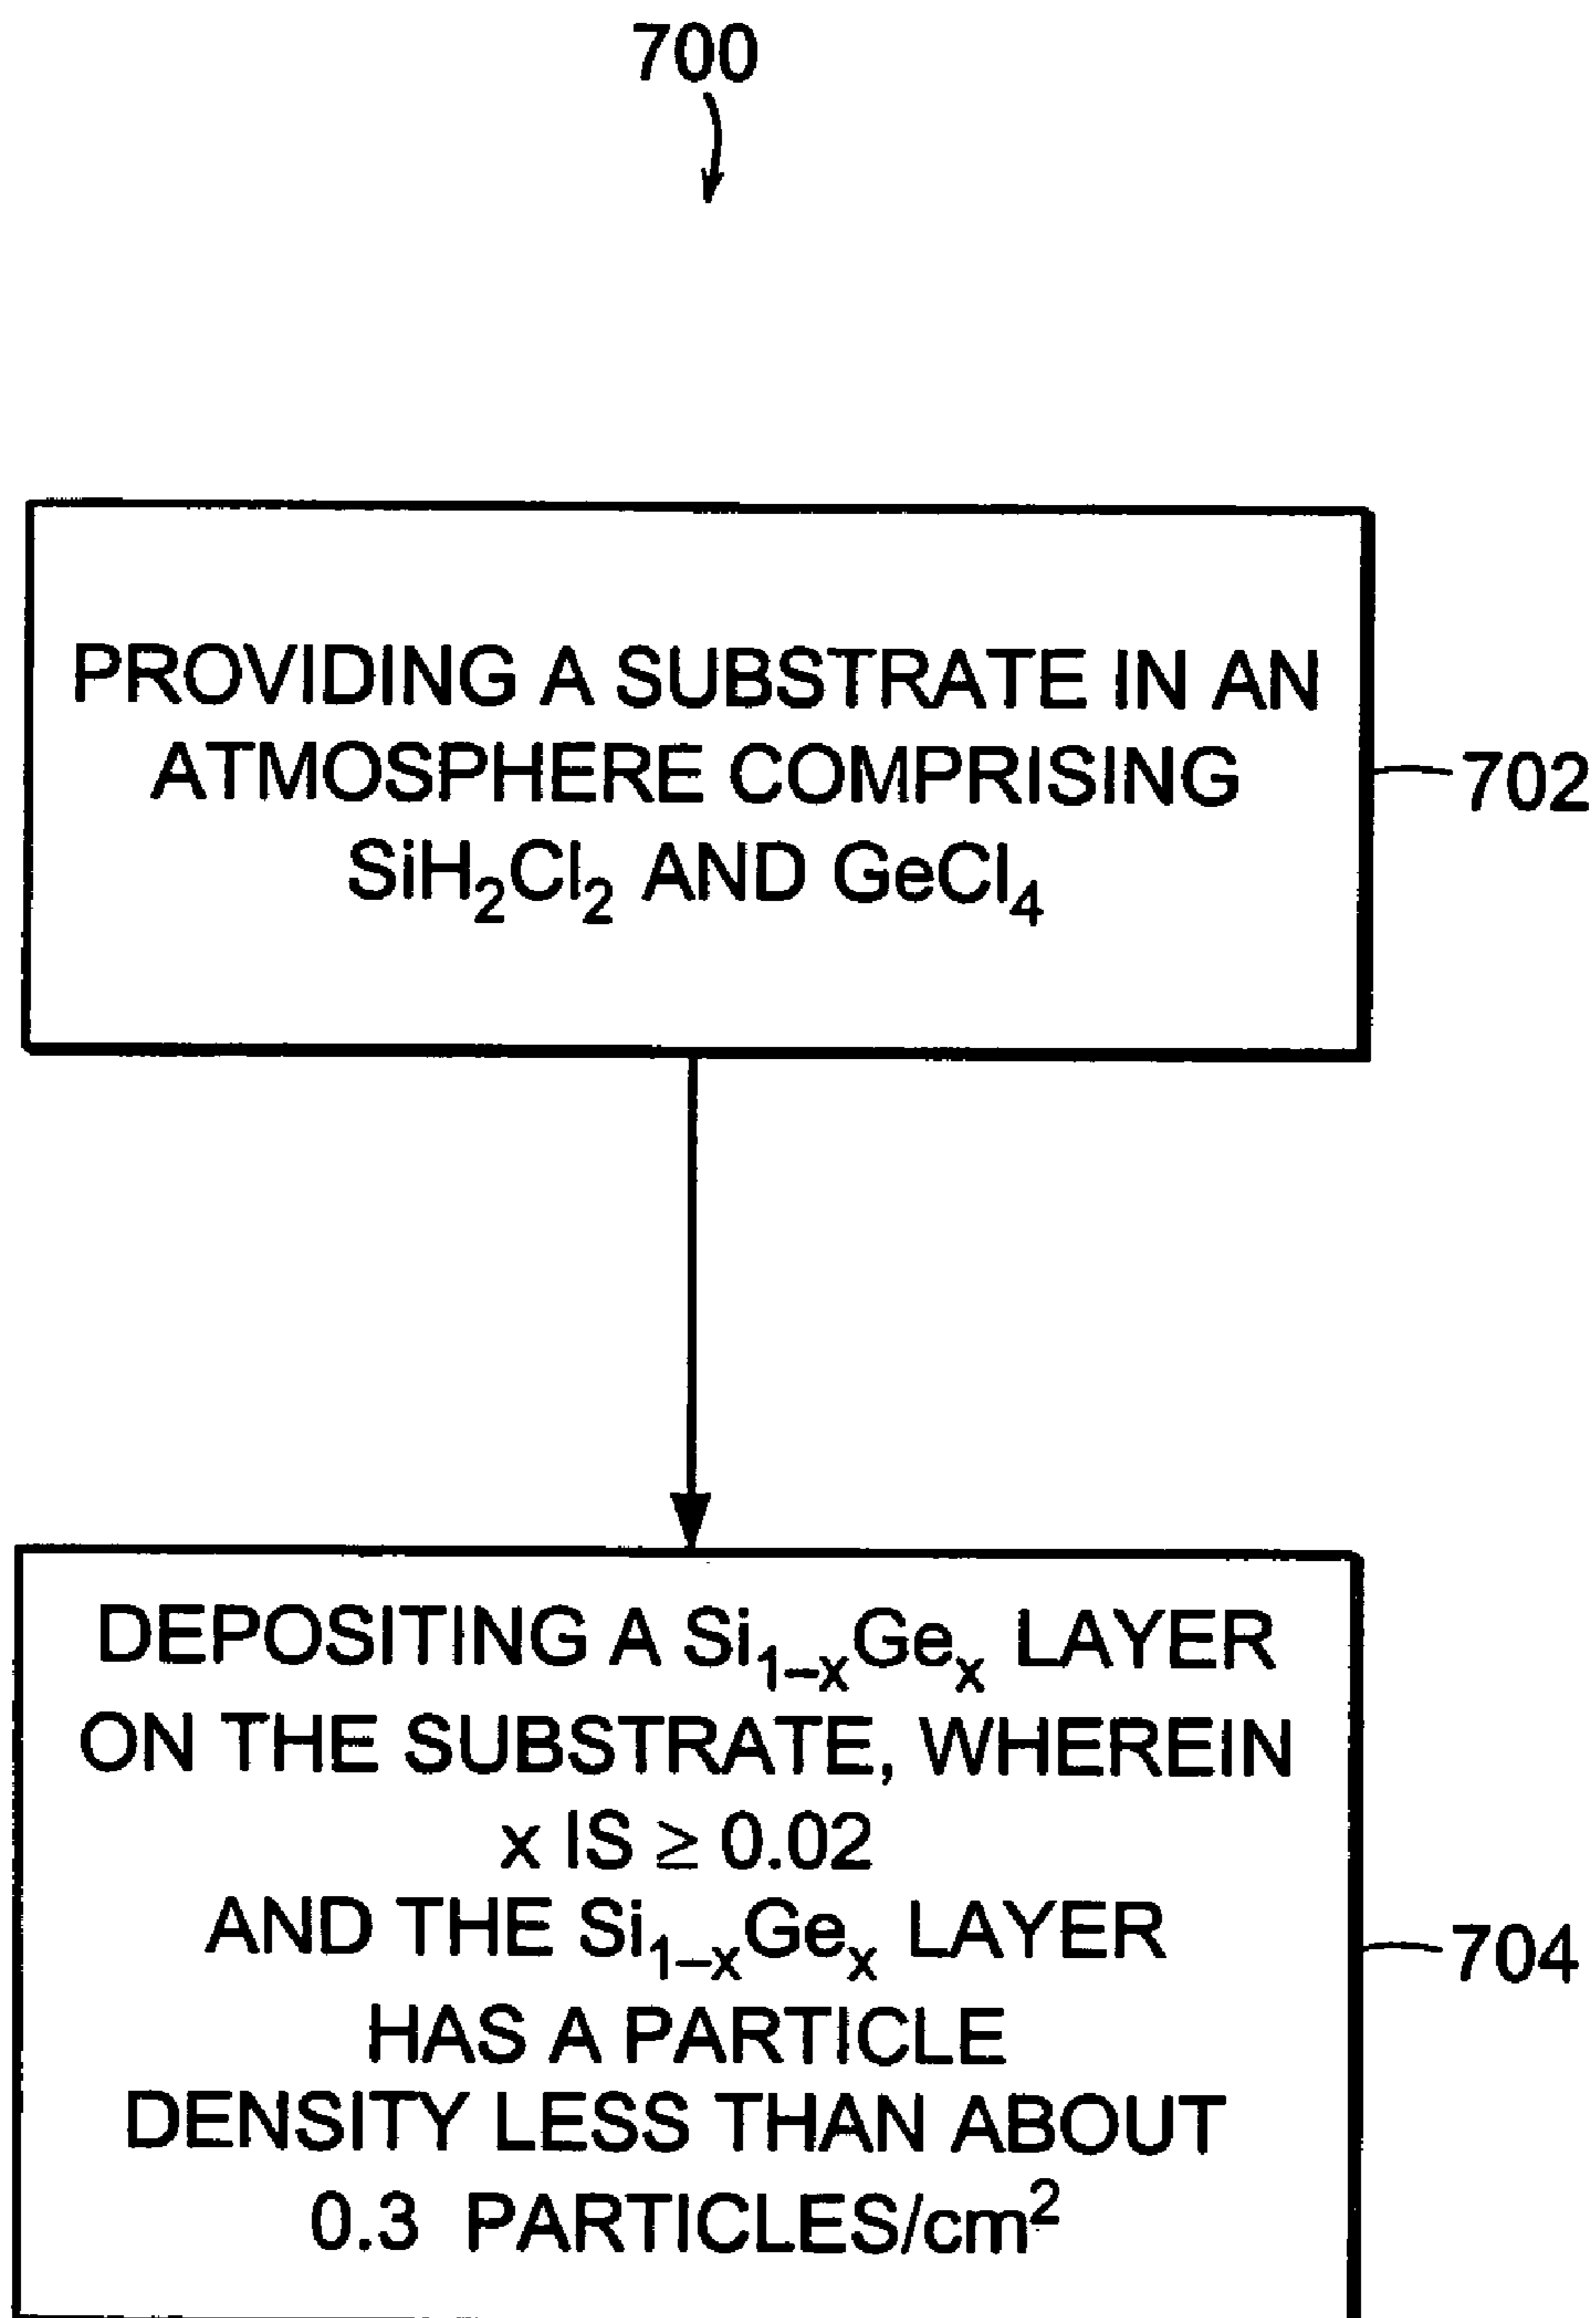 700
PROVIDING A SUBSTRATE IN AN
ATMOSPHERE COMPRISING
SiH₂Cl₂ AND GeCl₄
702
DEPOSITING A Si₁₋ₓGeₓ LAYER
ON THE SUBSTRATE, WHEREIN
x IS ≥ 0.02
AND THE Si₁₋ₓGeₓ LAYER
HAS A PARTICLE
DENSITY LESS THAN ABOUT
0.3 PARTICLES/cm²
704